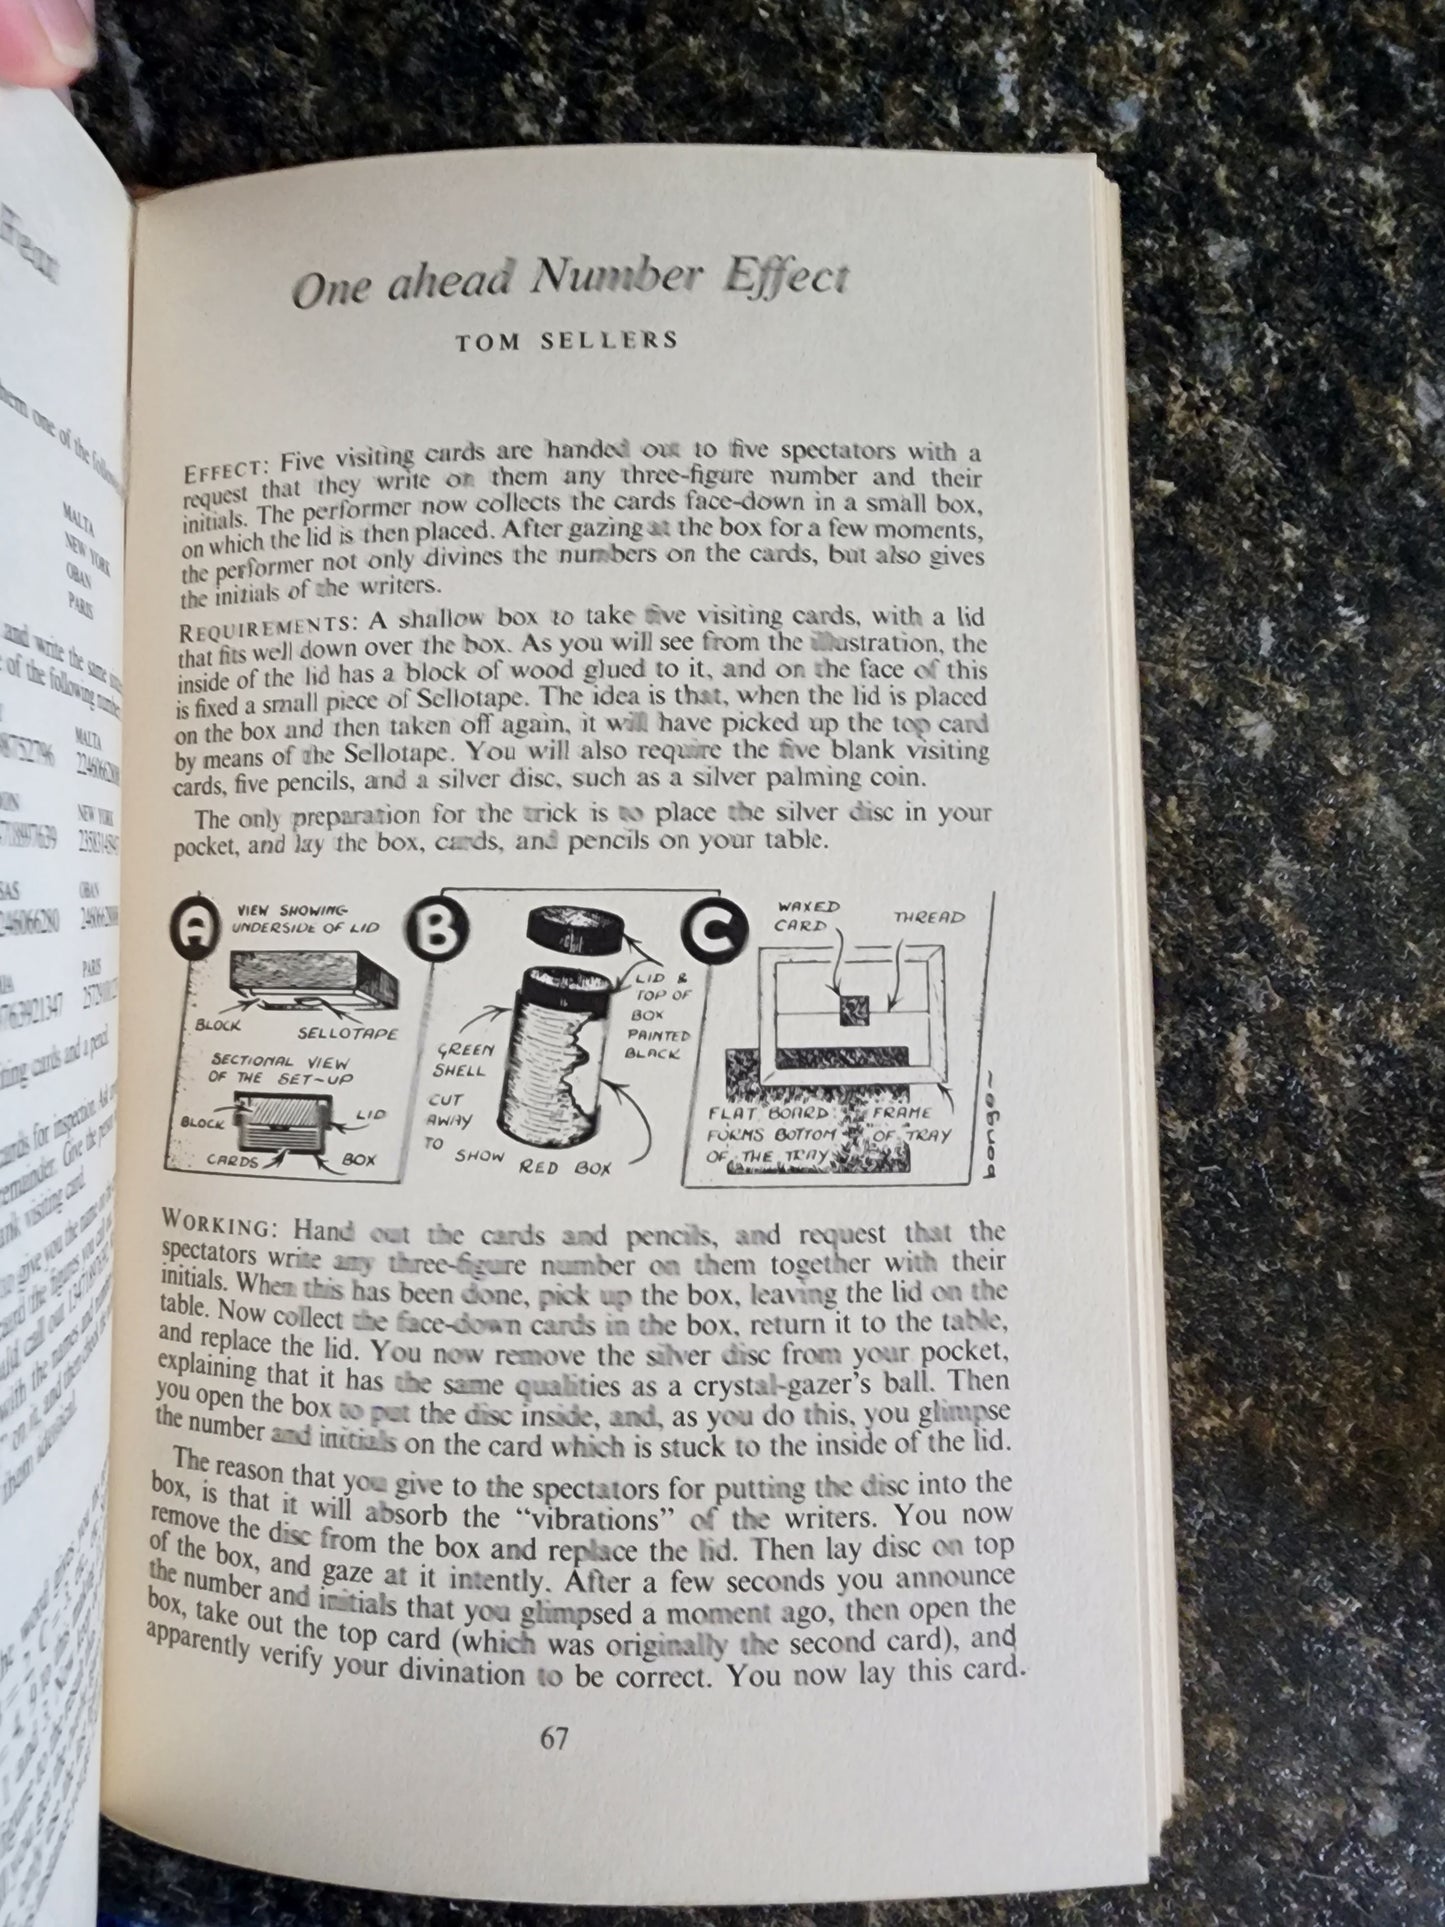 MALTA
NEW YORK
OBAN
PARIS
and write the same
of the following
MALTA
NEW YORK
OBAN
PARIS
One ahead Number Effect
TOM SELLERS
EFFECT: Five visiting cards are handed out to five spectators with a
request that they write on them any three-figure number and their
initials. The performer now collects the cards face-down in a small box,
on which the lid is then placed. After gazing at the box for a few moments,
the performer not only divines the numbers on the cards, but also gives
the initials of the writers.
REQUIREMENTS: A shallow box to take five visiting cards, with a lid
that fits well down over the box. As you will see from the illustration, the
inside of the lid has a block of wood glued to it, and on the face of this
is fixed a small piece of Sellotape. The idea is that, when the lid is placed
on the box and then taken off again, it will have picked up the top card
by means of the Sellotape. You will also require the five blank visiting
cards, five pencils, and a silver disc, such as a silver palming coin.
The only preparation for the trick is to place the silver disc in your
pocket, and lay the box, cards, and pencils on your table.
A
VIEW SHOWING
UNDERSIDE OF LID
BLOCK
SELLOTAPE
SECTIONAL VIEW
OF THE SET-UP
BLOCK
LID
CARDS
BOX
B
LID &
TOP OF
BOX
PAINTED
BLACK
GREEN
SHELL
CUT
AWAY
TO
SHOW
RED BOX
C
WAXED
CARD
THREAD
FLAT BOARD
FORMS BOTTOM
OF THE TRAY
FRAME
OF TRAY
bongo~
WORKING: Hand out the cards and pencils, and request that the
spectators write any three-figure number on them together with their
initials. When this has been done, pick up the box, leaving the lid on the
table. Now collect the face-down cards in the box, return it to the table,
and replace the lid. You now remove the silver disc from your pocket,
explaining that it has the same qualities as a crystal-gazer's ball. Then
you open the box to put the disc inside, and, as you do this, you glimpse
the number and initials on the card which is stuck to the inside of the lid.
The reason that you give to the spectators for putting the disc into the
box, is that it will absorb the "vibrations" of the writers. You now
remove the disc from the box and replace the lid. Then lay disc on top
of the box, and gaze at it intently. After a few seconds you announce
the number and initials that you glimpsed a moment ago, then open the
box, take out the top card (which was originally the second card), and
apparently verify your divination to be correct. You now lay this card.
67